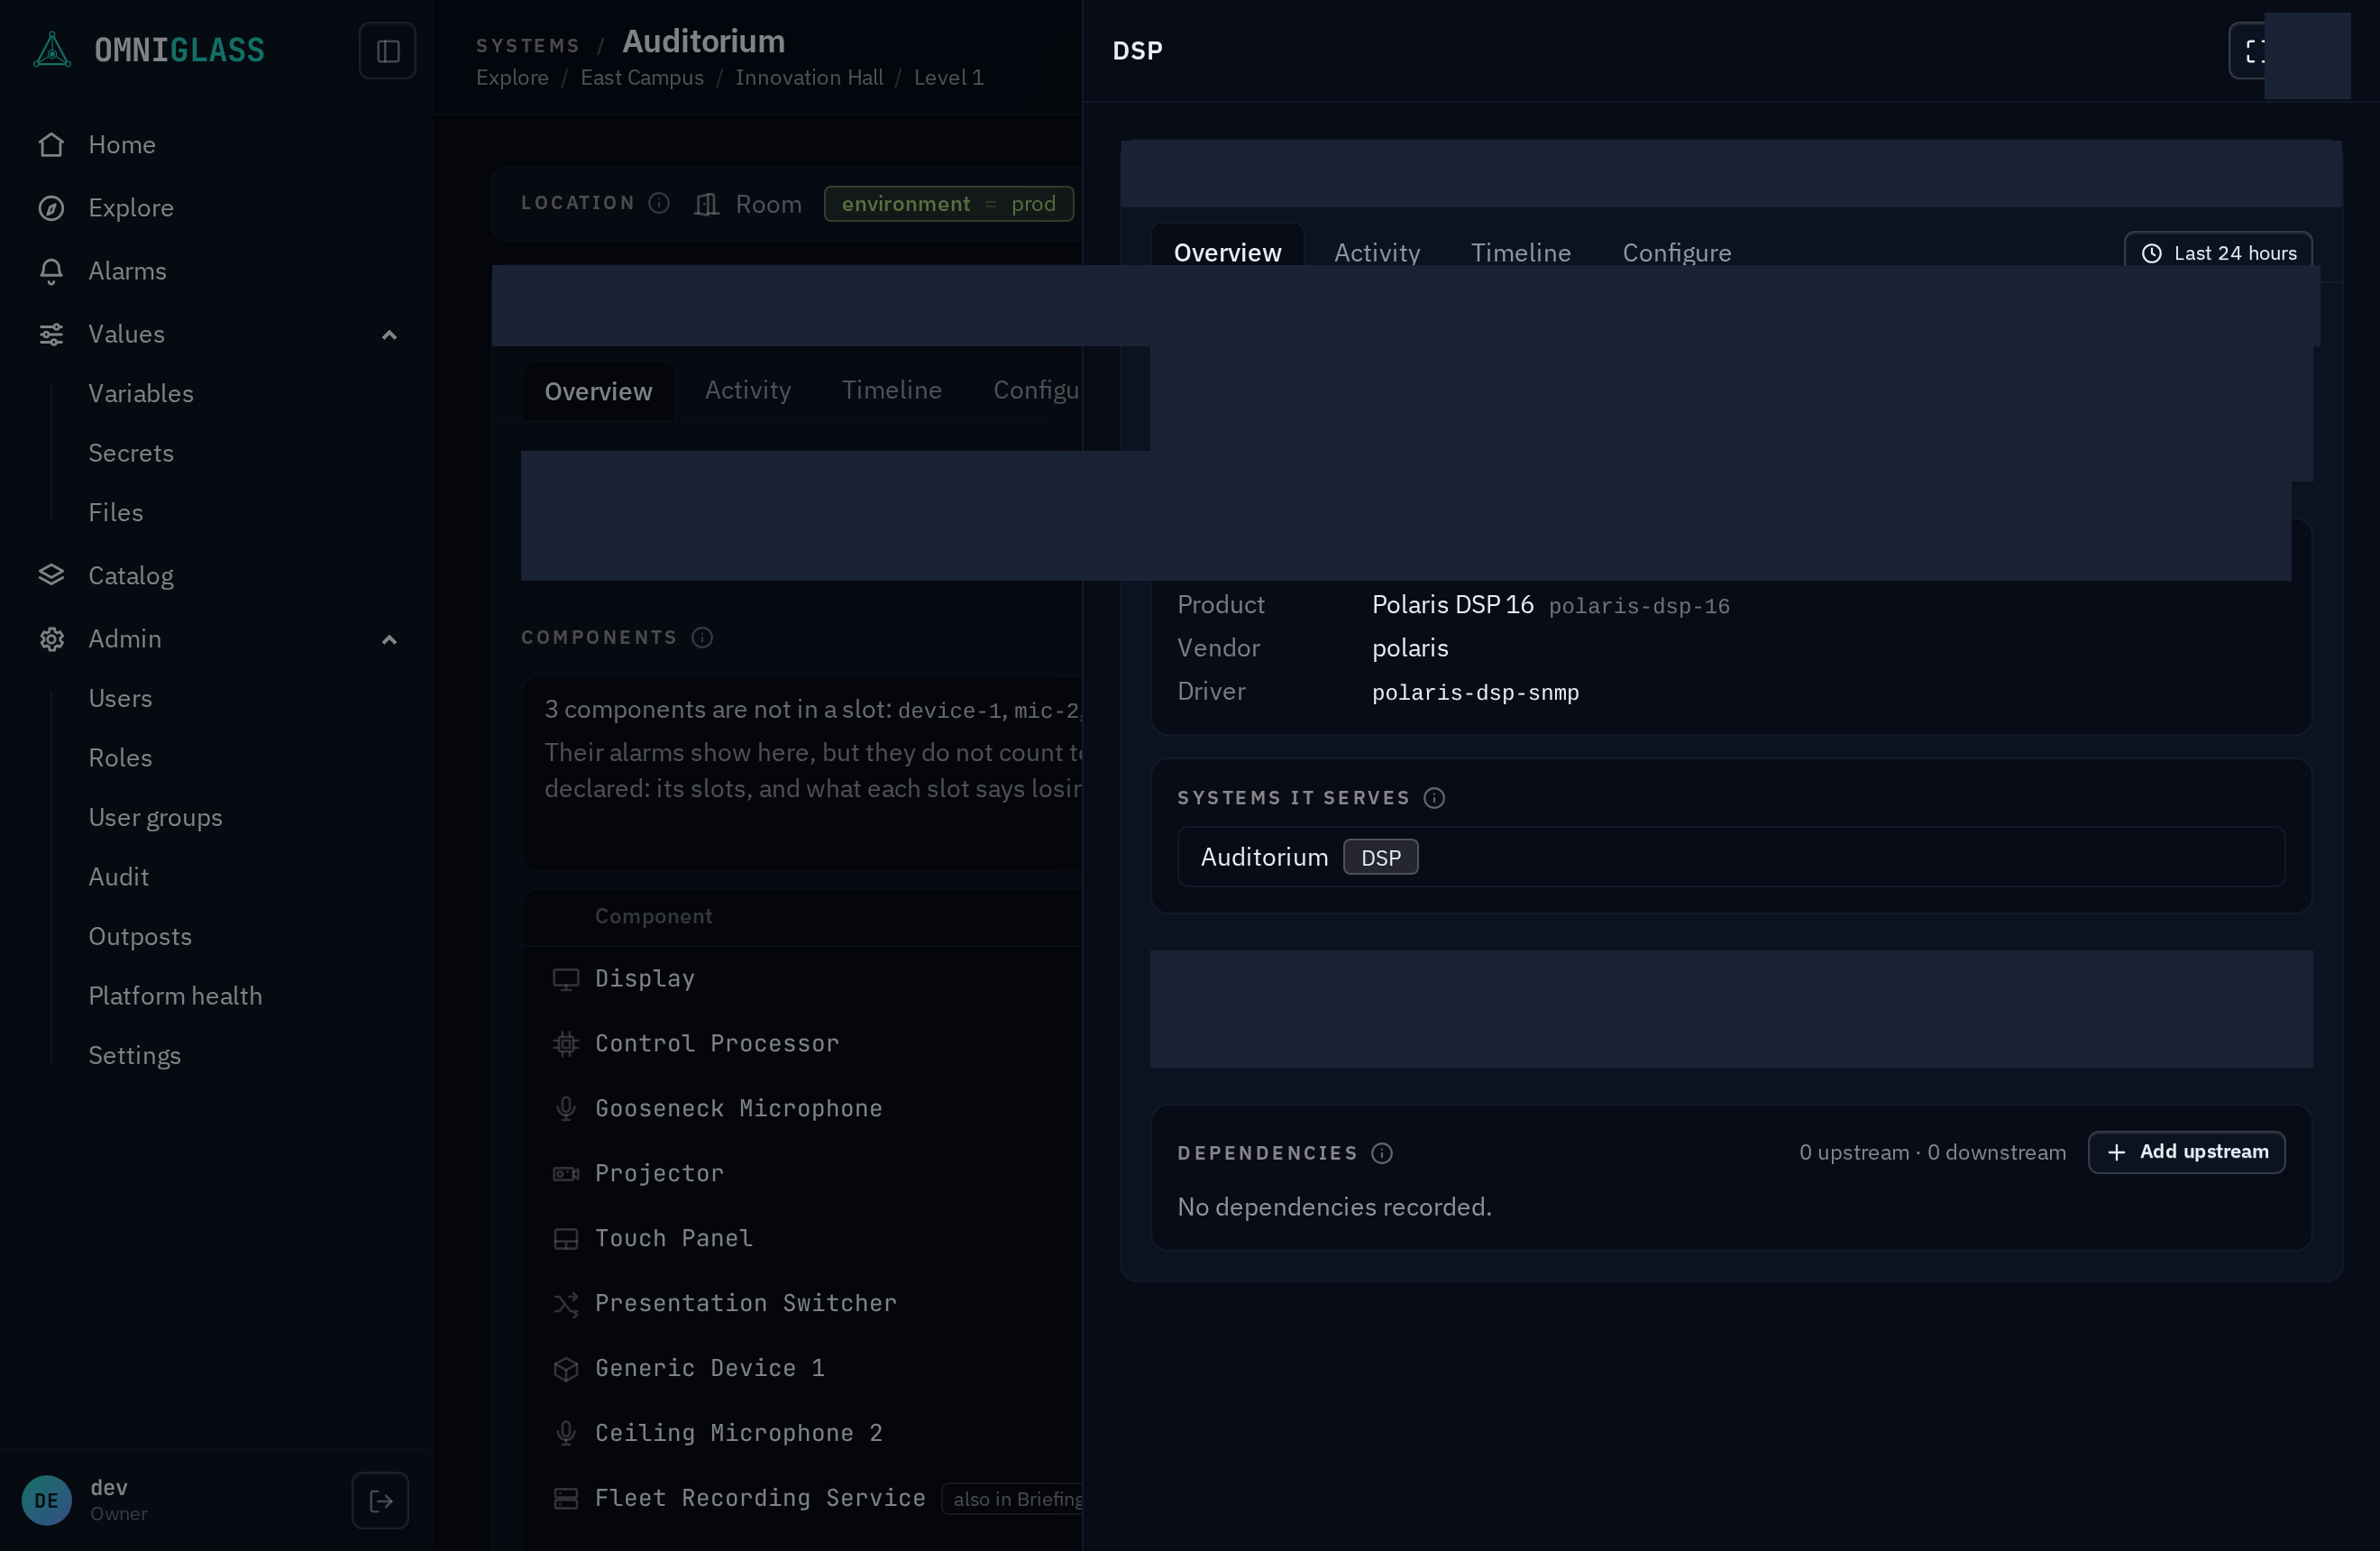 OMNIGLASS
Home
Explore
Alarms
Values
Variables
Secrets
Files
Catalog
Admin
Users
Roles
User groups
Audit
Outposts
Platform health
Settings
DE
dev
Owner
SYSTEMS / Auditorium
Explore / East Campus / Innovation Hall / Level 1
LOCATION Room environment = prod
Overview Activity Timeline Configu
COMPONENTS
3 components are not in a slot: device-1, mic-2,
Their alarms show here, but they do not count
declared: its slots, and what each slot says
Component
Display
Control Processor
Gooseneck Microphone
Projector
Touch Panel
Presentation Switcher
Generic Device 1
Ceiling Microphone 2
Fleet Recording Service also in Briefing
DSP
Overview Activity Timeline Configure Last 24 hours
Product Polaris DSP 16 polaris-dsp-16
Vendor polaris
Driver polaris-dsp-snmp
SYSTEMS IT SERVES
Auditorium DSP
DEPENDENCIES 0 upstream · 0 downstream + Add upstream
No dependencies recorded.